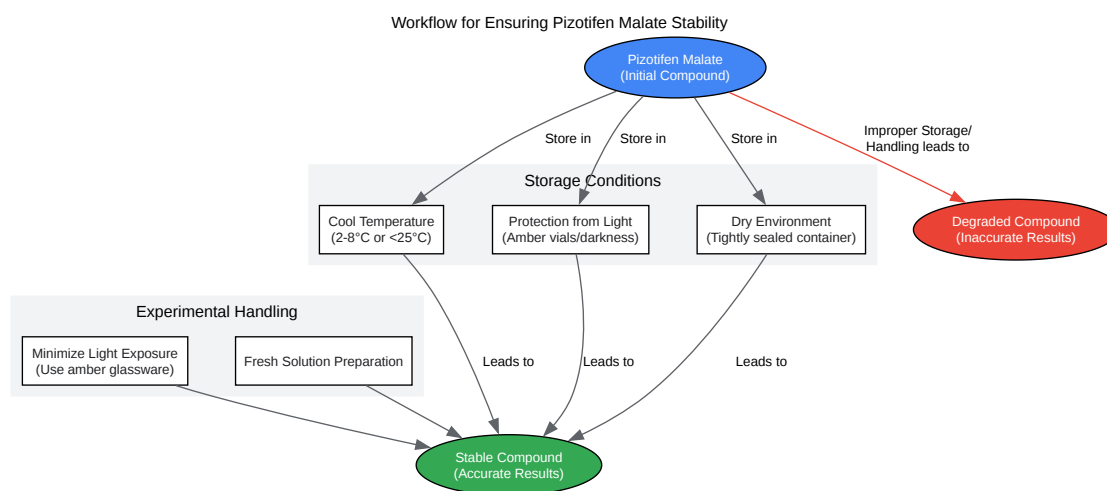 Workflow for Ensuring Pizotifen Malate Stability
Pizotifen Malate
(Initial Compound)
Store in
Store in
Store in
Improper Storage/
Handling leads to
Storage Conditions
Cool Temperature
(2-8°C or <25°C)
Protection from Light
(Amber vials/darkness)
Dry Environment
(Tightly sealed container)
Degraded Compound
(Inaccurate Results)
Experimental Handling
Minimize Light Exposure
(Use amber glassware)
Fresh Solution Preparation
Leads to
Leads to
Leads to
Stable Compound
(Accurate Results)